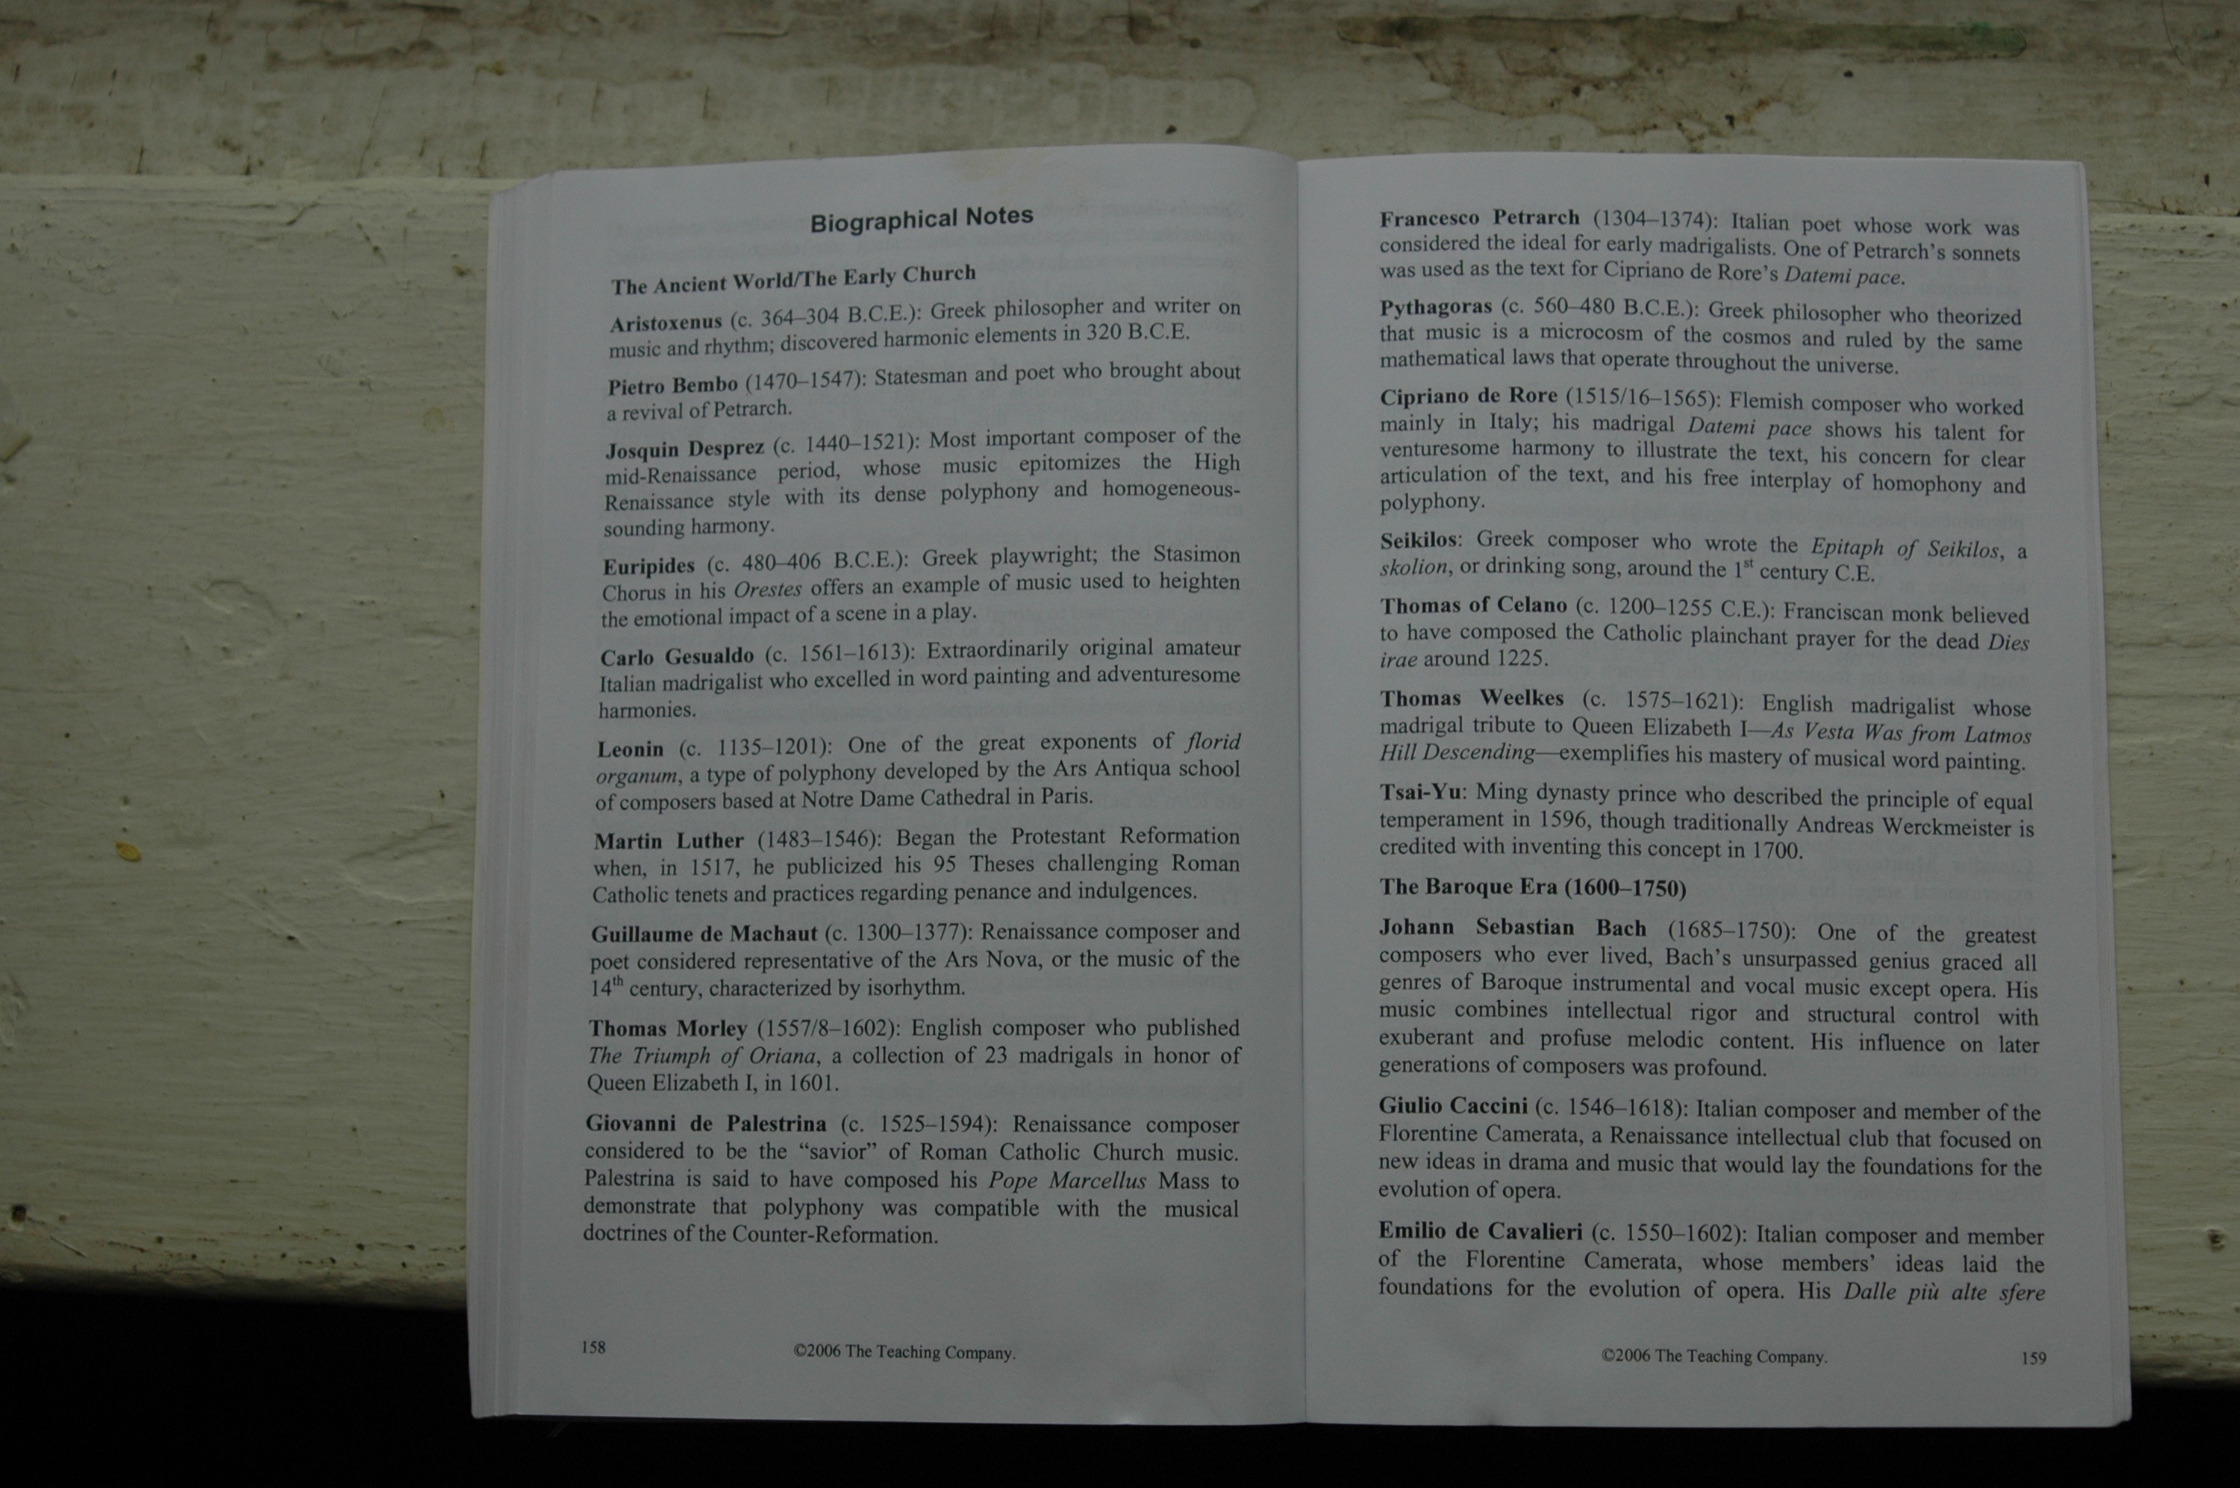 Biographical Notes
The Ancient World/The Early Church
Aristoxenus (c. 364–304 B.C.E.): Greek philosopher and writer on
music and rhythm; discovered harmonic elements in 320 B.C.E.
Pietro Bembo (1470–1547): Statesman and poet who brought about
a revival of Petrarch.
Josquin Desprez (c. 1440–1521): Most important composer of the
mid-Renaissance period, whose music epitomizes the High
Renaissance style with its dense polyphony and homogeneous-
sounding harmony.
Euripides (c. 480–406 B.C.E.): Greek playwright; the Stasimon
Chorus in his Orestes offers an example of music used to heighten
the emotional impact of a scene in a play.
Carlo Gesualdo (c. 1561–1613): Extraordinarily original amateur
Italian madrigalist who excelled in word painting and adventuresome
harmonies.
Leonin (c. 1135–1201): One of the great exponents of florid
organum, a type of polyphony developed by the Ars Antiqua school
of composers based at Notre Dame Cathedral in Paris.
Martin Luther (1483–1546): Began the Protestant Reformation
when, in 1517, he publicized his 95 Theses challenging Roman
Catholic tenets and practices regarding penance and indulgences.
Guillaume de Machaut (c. 1300–1377): Renaissance composer and
poet considered representative of the Ars Nova, or the music of the
14th century, characterized by isorhythm.
Thomas Morley (1557/8–1602): English composer who published
The Triumph of Oriana, a collection of 23 madrigals in honor of
Queen Elizabeth I, in 1601.
Giovanni de Palestrina (c. 1525–1594): Renaissance composer
considered to be the “savior” of Roman Catholic Church music.
Palestrina is said to have composed his Pope Marcellus Mass to
demonstrate that polyphony was compatible with the musical
doctrines of the Counter-Reformation.
158 ©2006 The Teaching Company.
Francesco Petrarch (1304–1374): Italian poet whose work was
considered the ideal for early madrigalists. One of Petrarch’s sonnets
was used as the text for Cipriano de Rore’s Datemi pace.
Pythagoras (c. 560–480 B.C.E.): Greek philosopher who theorized
that music is a microcosm of the cosmos and ruled by the same
mathematical laws that operate throughout the universe.
Cipriano de Rore (1515/16–1565): Flemish composer who worked
mainly in Italy; his madrigal Datemi pace shows his talent for
venturesome harmony to illustrate the text, his concern for clear
articulation of the text, and his free interplay of homophony and
polyphony.
Seikilos: Greek composer who wrote the Epitaph of Seikilos, a
skolion, or drinking song, around the 1st century C.E.
Thomas of Celano (c. 1200–1255 C.E.): Franciscan monk believed
to have composed the Catholic plainchant prayer for the dead Dies
irae around 1225.
Thomas Weelkes (c. 1575–1621): English madrigalist whose
madrigal tribute to Queen Elizabeth I—As Vesta Was from Latmos
Hill Descending—exemplifies his mastery of musical word painting.
Tsai-Yu: Ming dynasty prince who described the principle of equal
temperament in 1596, though traditionally Andreas Werckmeister is
credited with inventing this concept in 1700.
The Baroque Era (1600–1750)
Johann Sebastian Bach (1685–1750): One of the greatest
composers who ever lived, Bach’s unsurpassed genius graced all
genres of Baroque instrumental and vocal music except opera. His
music combines intellectual rigor and structural control with
exuberant and profuse melodic content. His influence on later
generations of composers was profound.
Giulio Caccini (c. 1546–1618): Italian composer and member of the
Florentine Camerata, a Renaissance intellectual club that focused on
new ideas in drama and music that would lay the foundations for the
evolution of opera.
Emilio de Cavalieri (c. 1550–1602): Italian composer and member
of the Florentine Camerata, whose members’ ideas laid the
foundations for the evolution of opera. His Dalle più alte sfere
©2006 The Teaching Company. 159